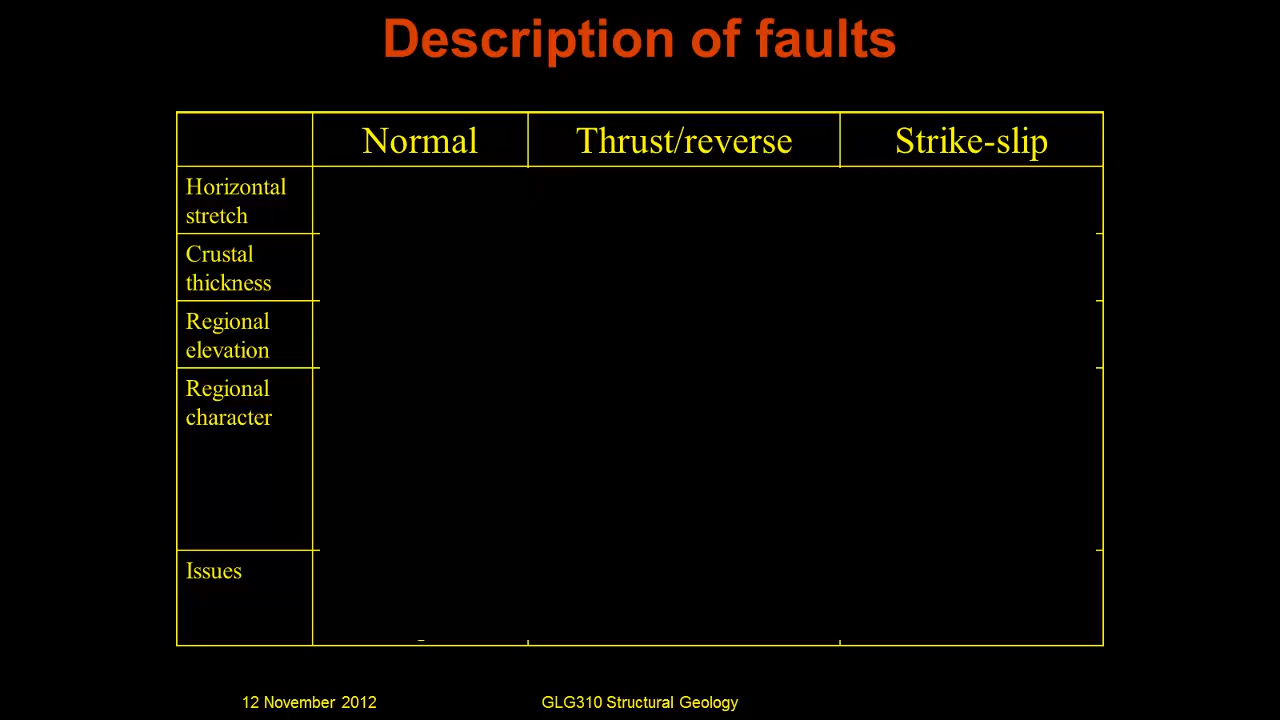 Description of faults
Normal
Thrust/reverse
Strike-slip
Horizontal
stretch
Crustal
thickness
Regional
elevation
Regional
character
Issues
12 November 2012
GLG310 Structural Geology